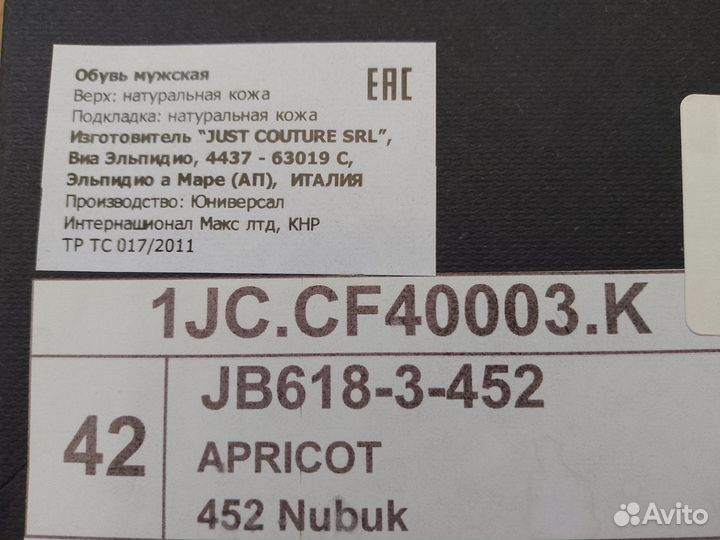 Обувь мужская
EAC
Верх: натуральная кожа
Подкладка: натуральная кожа
Изготовитель “JUST COUTURE SRL”,
Виа Эльпидио, 4437 - 63019 С,
Эльпидио а Маре (АП), ИТАЛИЯ
Производство: Юниверсал
Интернашионал Макс лтд, КНР
ТР ТС 017/2011
1JC.CF40003.K
42
JB618-3-452
APRICOT
452 Nubuk
Avito